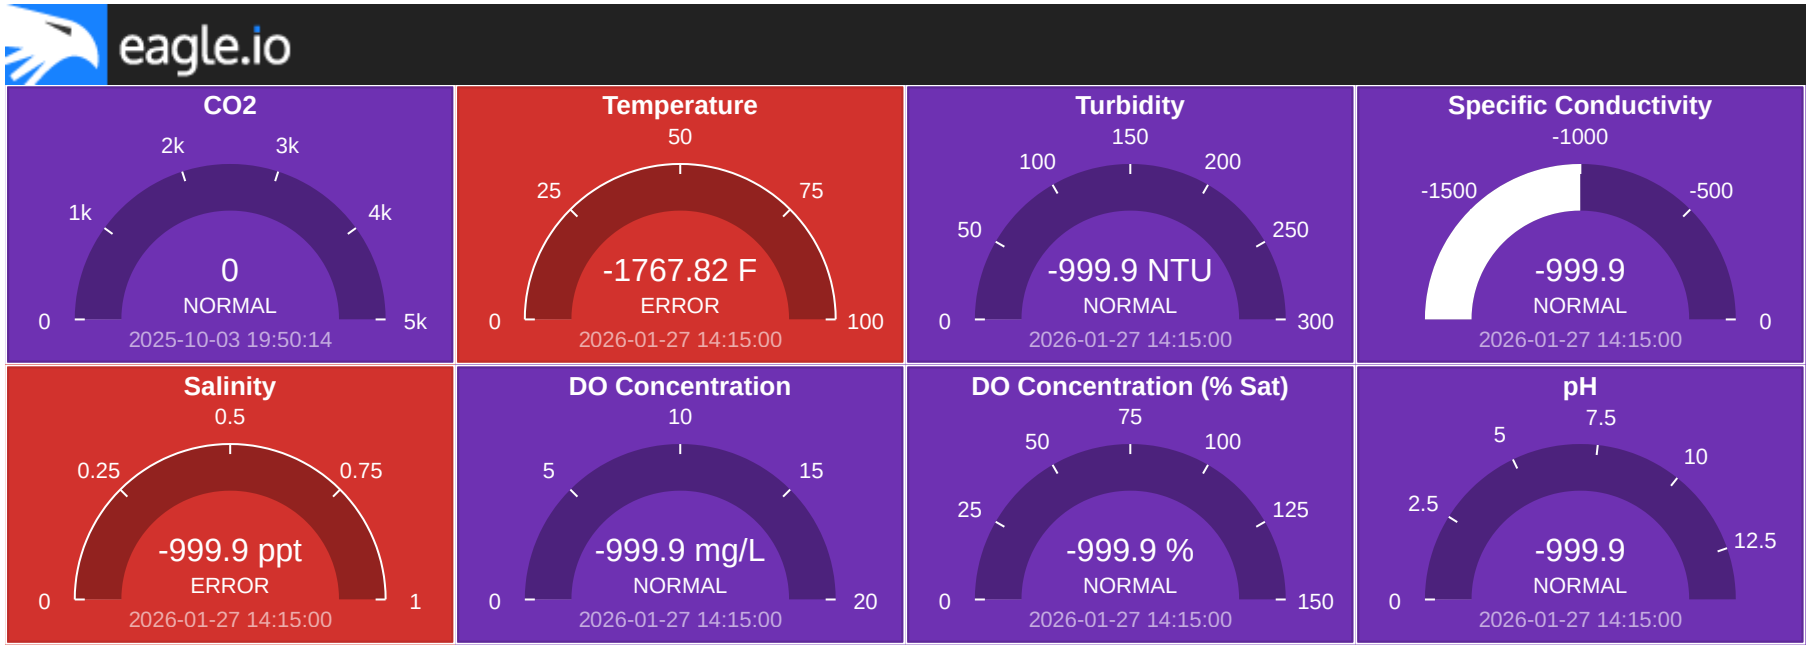 eagle.io
CO2
2k
3k
1k
4k
0
NORMAL
0
5k
2025-10-03 19:50:14
Temperature
50
25
75
-1767.82 F
ERROR
0
100
2026-01-27 14:15:00
Turbidity
150
100
200
50
250
-999.9 NTU
NORMAL
0
300
2026-01-27 14:15:00
Specific Conductivity
-1000
-1500
-500
-999.9
NORMAL
0
2026-01-27 14:15:00
Salinity
0.5
0.25
0.75
-999.9 ppt
ERROR
0
1
2026-01-27 14:15:00
DO Concentration
10
5
15
-999.9 mg/L
NORMAL
0
20
2026-01-27 14:15:00
DO Concentration (% Sat)
75
50
100
25
125
-999.9 %
NORMAL
0
150
2026-01-27 14:15:00
pH
7.5
5
10
2.5
12.5
-999.9
NORMAL
0
2026-01-27 14:15:00